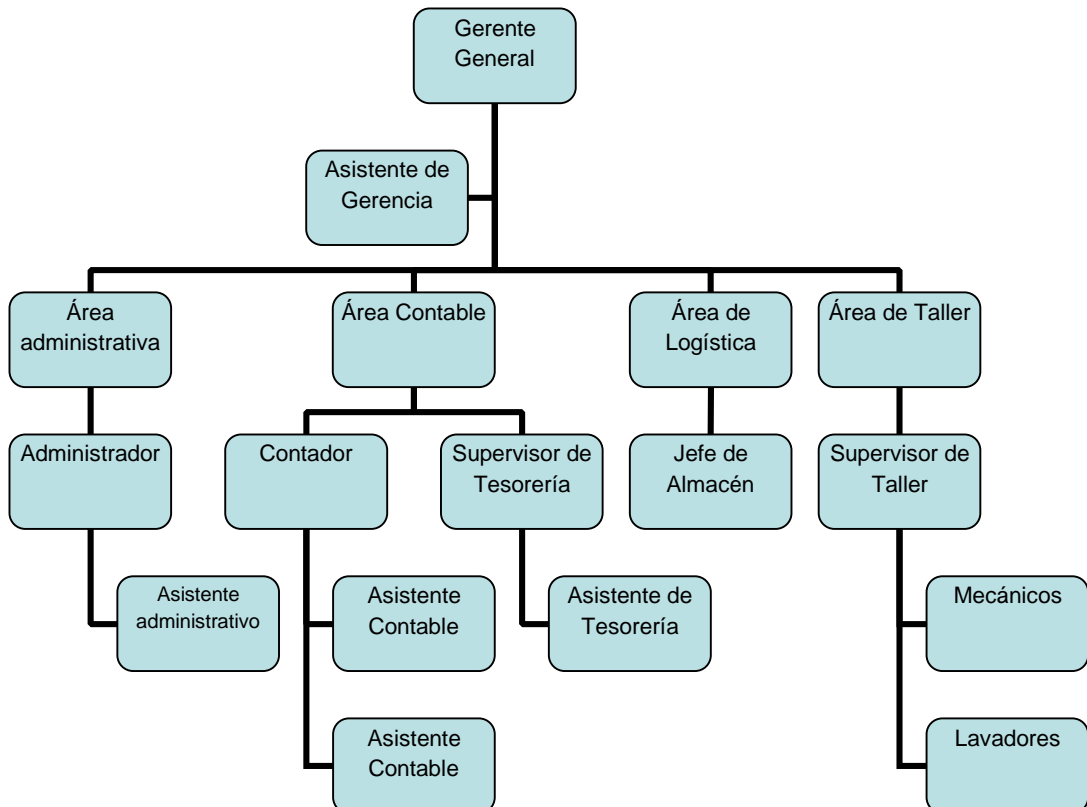 Gerente
General
Asistente de
Gerencia
Área
administrativa
Área Contable
Área de
Logística
Área de Taller
Administrador
Contador
Supervisor de
Tesorería
Jefe de
Almacén
Supervisor de
Taller
Asistente
administrativo
Asistente
Contable
Asistente de
Tesorería
Mecánicos
Asistente
Contable
Lavadores